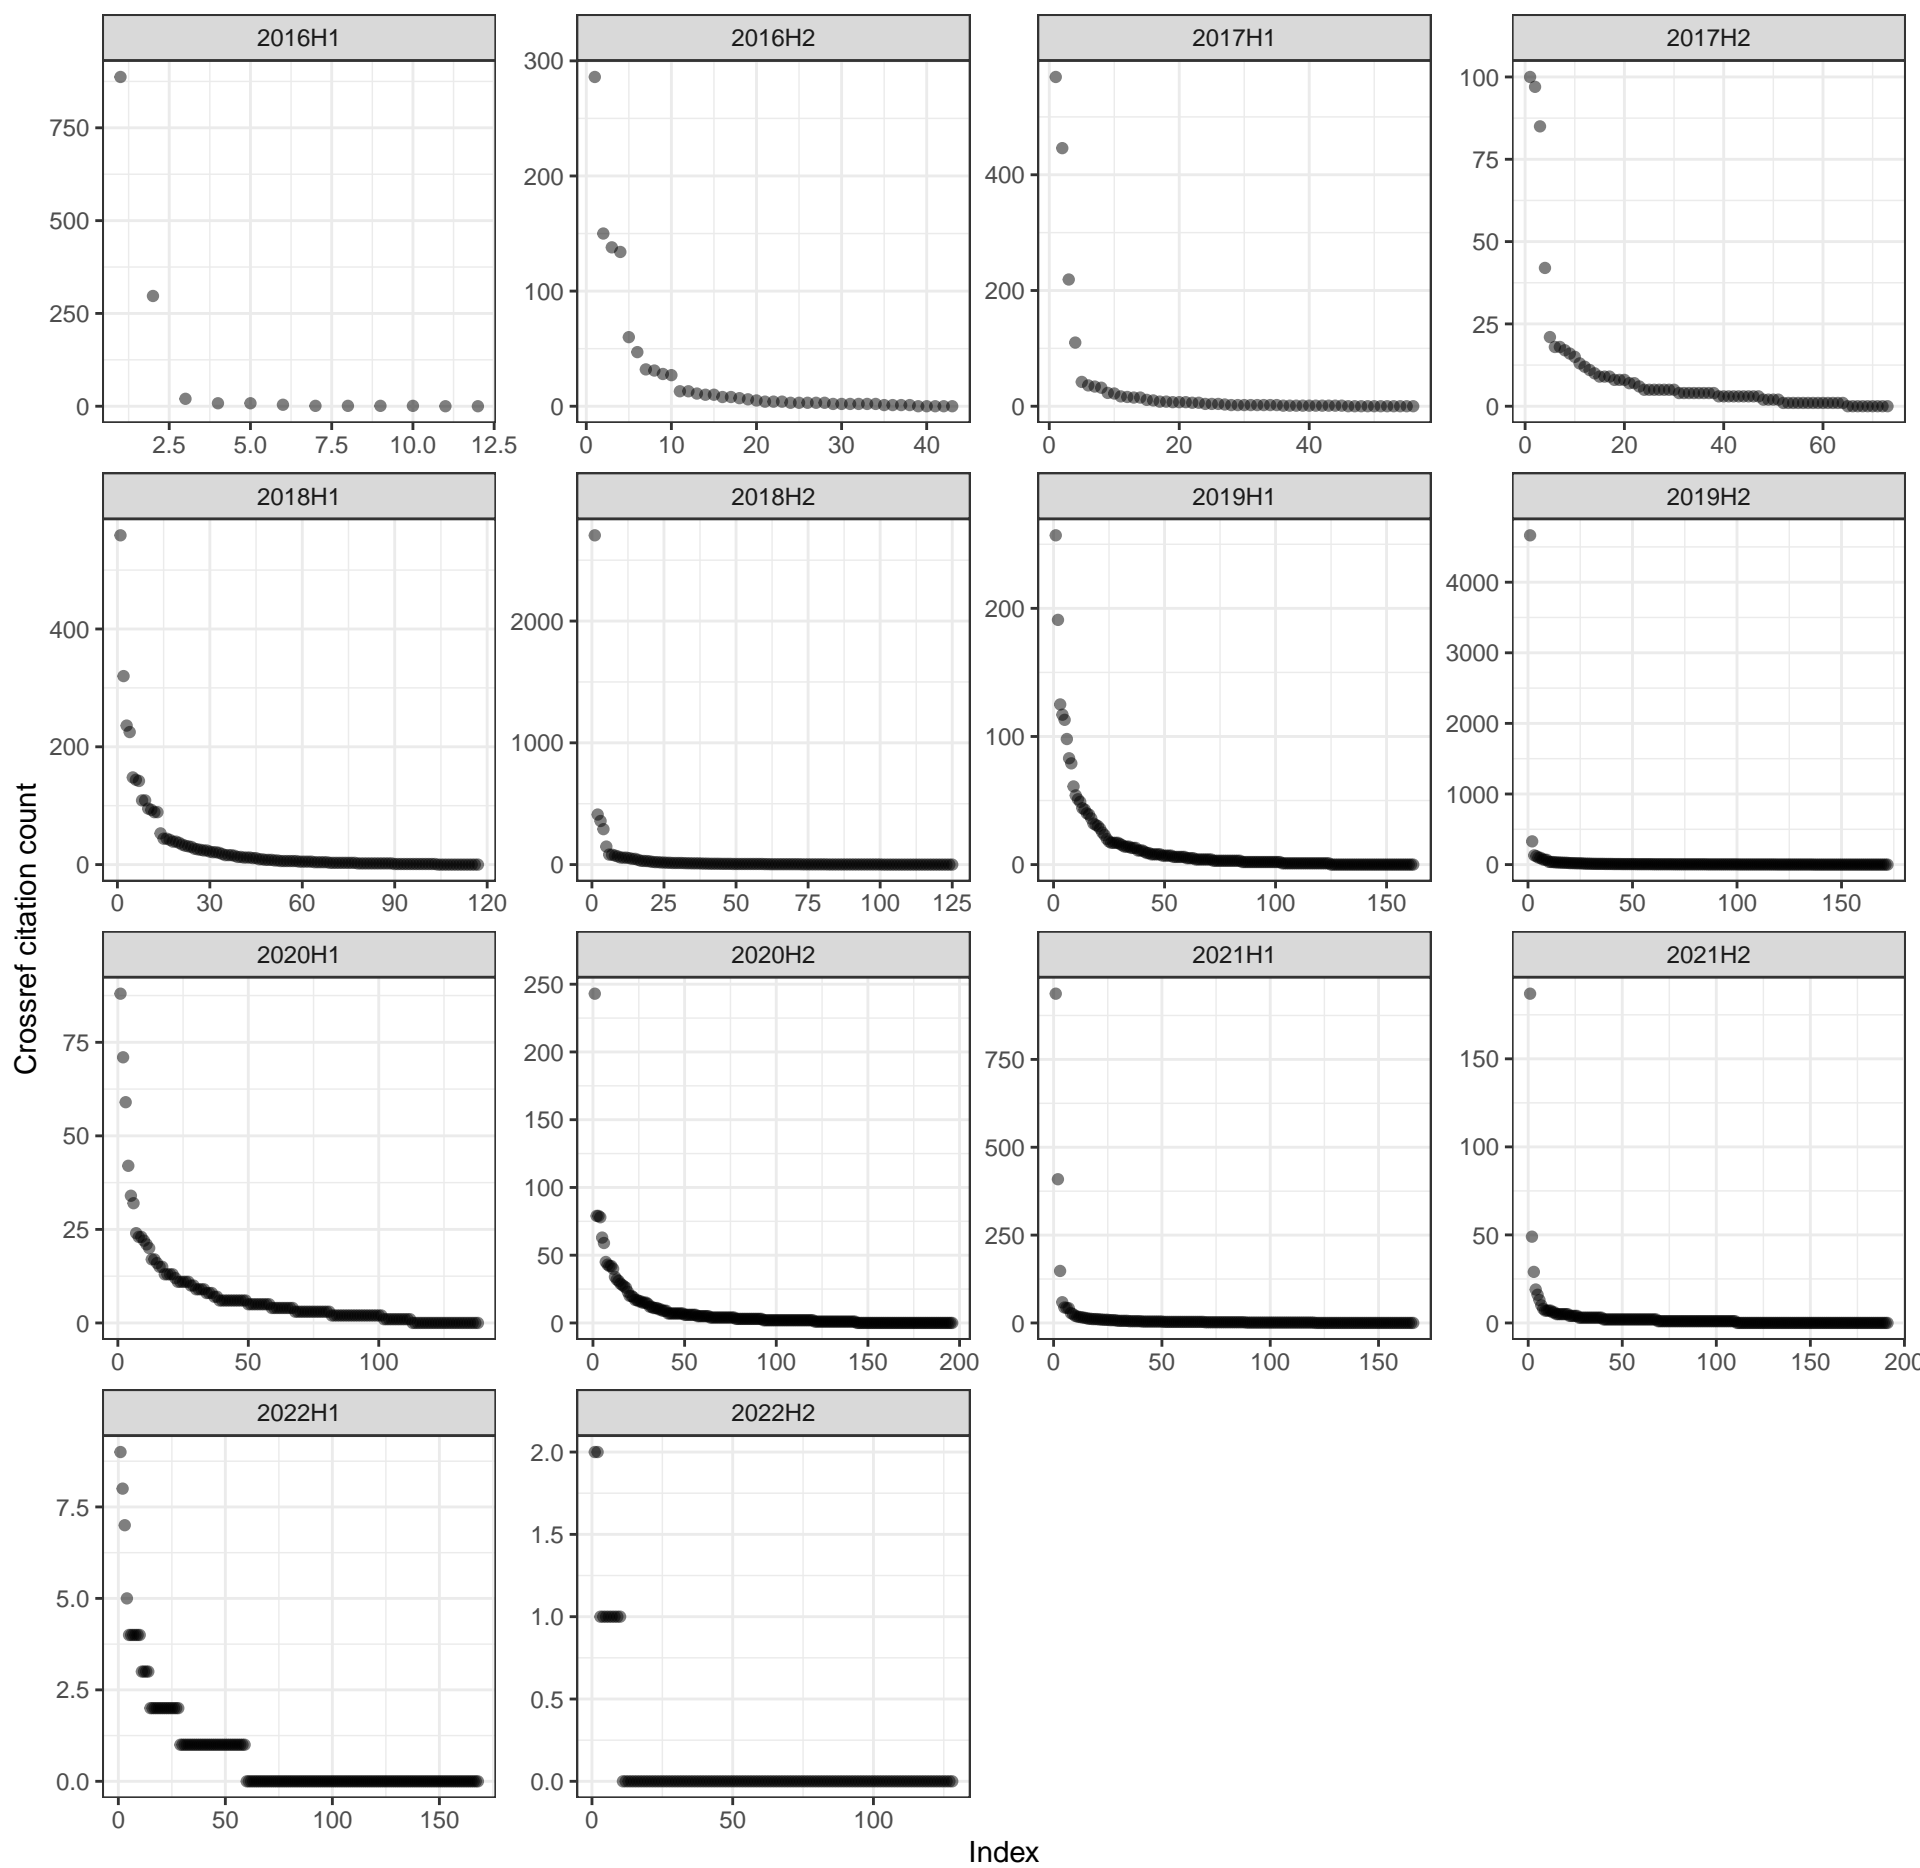 2016H1 2016H2 2017H1 2017H2
750 500 250 0
300 200 100 0
400 200 0
100 75 50 25 0
2.5 5.0 7.5 10.0 12.5
0 10 20 30 40
0 20 40
0 20 40 60
2018H1 2018H2 2019H1 2019H2
400 200 0
2000 1000 0
200 100 0
4000 3000 2000 1000 0
0 30 60 90 120
0 25 50 75 100 125
0 50 100 150
0 50 100 150
Crossref citation count
2020H1 2020H2 2021H1 2021H2
75 50 25 0
250 200 150 100 50 0
750 500 250 0
150 100 50 0
0 50 100
0 50 100 150 200
0 50 100 150
0 50 100 150 200
2022H1 2022H2
7.5 5.0 2.5 0.0
2.0 1.5 1.0 0.5 0.0
0 50 100 150
0 50 100
Index